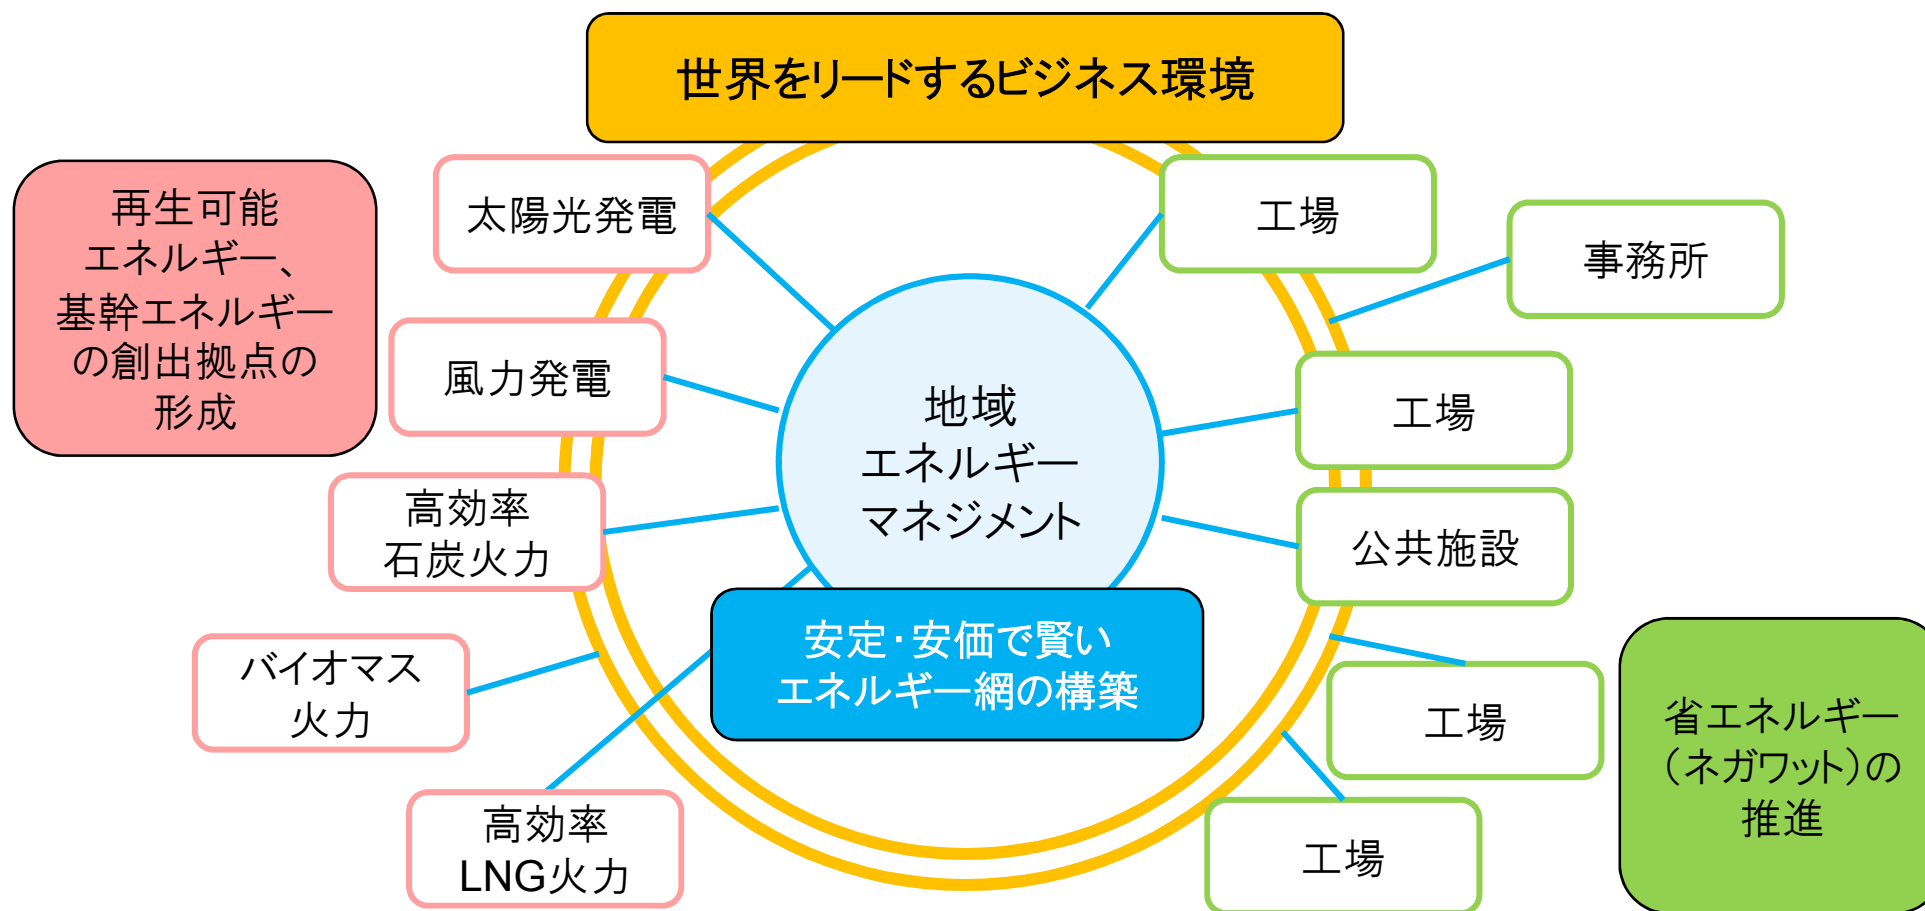 世界をリードするビジネス環境
再生可能
エネルギー、
基幹エネルギー
の創出拠点の
形成
太陽光発電
風力発電
高効率
石炭火力
バイオマス
火力
高効率
LNG火力
地域
エネルギー
マネジメント
安定・安価で賢い
エネルギー網の構築
工場
事務所
工場
公共施設
工場
工場
省エネルギー
（ネガワット）の
推進